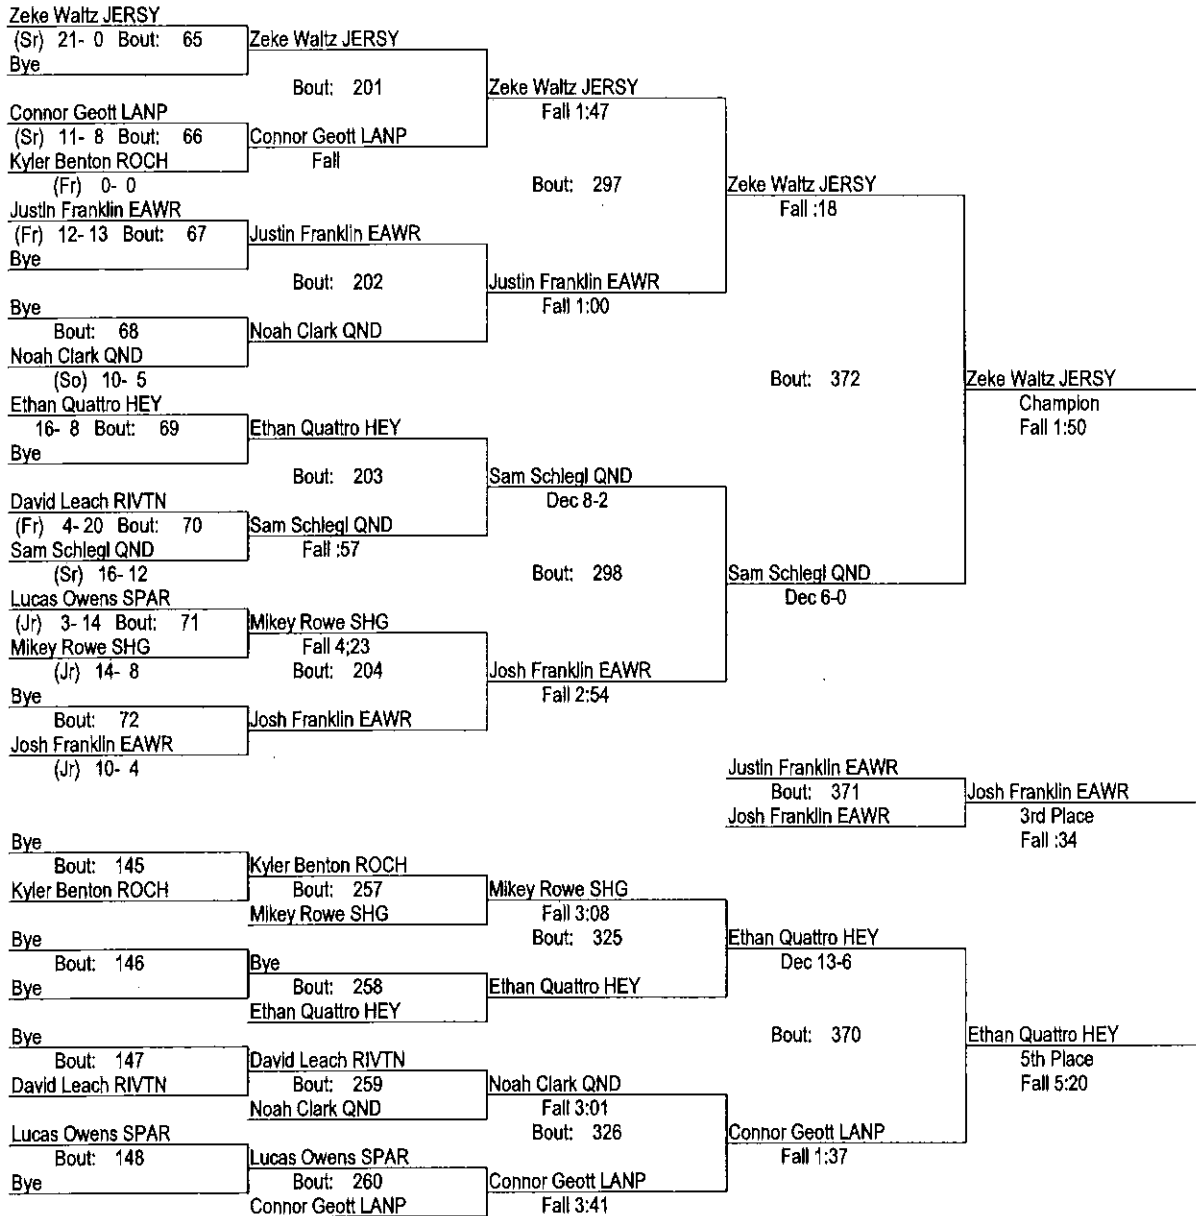 Zeke Waltz JERSY
(Sr) 21- 0 Bout: 65
Bye
Zeke Waltz JERSY
Bout: 201
Connor Geott LANP
(Sr) 11- 8 Bout: 66
Kyler Benton ROCH
(Fr) 0- 0
Connor Geott LANP
Fall
Zeke Waltz JERSY
Fall 1:47
Bout: 297
Justin Franklin EAWR
(Fr) 12- 13 Bout: 67
Bye
Justin Franklin EAWR
Bout: 202
Bye
Bout: 68
Noah Clark QND
(So) 10- 5
Noah Clark QND
Justin Franklin EAWR
Fall 1:00
Zeke Waltz JERSY
Fall :18
Bout: 372
Ethan Quattro HEY
16- 8 Bout: 69
Bye
Ethan Quattro HEY
Bout: 203
David Leach RIVTN
(Fr) 4- 20 Bout: 70
Sam Schlegl QND
(Sr) 16- 12
Sam Schlegl QND
Fall :57
Sam Schlegl QND
Dec 8-2
Bout: 298
Lucas Owens SPAR
(Jr) 3- 14 Bout: 71
Mikey Rowe SHG
(Jr) 14- 8
Mikey Rowe SHG
Fall 4;23
Bout: 204
Bye
Bout: 72
Josh Franklin EAWR
(Jr) 10- 4
Josh Franklin EAWR
Josh Franklin EAWR
Fall 2:54
Sam Schlegl QND
Dec 6-0
Zeke Waltz JERSY
Champion
Fall 1:50
Justin Franklin EAWR
Bout: 371
Josh Franklin EAWR
Josh Franklin EAWR
3rd Place
Fall :34
Bye
Bout: 145
Kyler Benton ROCH
Kyler Benton ROCH
Bout: 257
Mikey Rowe SHG
Mikey Rowe SHG
Fall 3:08
Bout: 325
Bye
Bout: 146
Bye
Bye
Bout: 258
Ethan Quattro HEY
Ethan Quattro HEY
Ethan Quattro HEY
Dec 13-6
Bout: 370
Bye
Bout: 147
David Leach RIVTN
David Leach RIVTN
Bout: 259
Noah Clark QND
Noah Clark QND
Fall 3:01
Bout: 326
Lucas Owens SPAR
Bout: 148
Bye
Lucas Owens SPAR
Bout: 260
Connor Geott LANP
Connor Geott LANP
Fall 3:41
Connor Geott LANP
Fall 1:37
Ethan Quattro HEY
5th Place
Fall 5:20